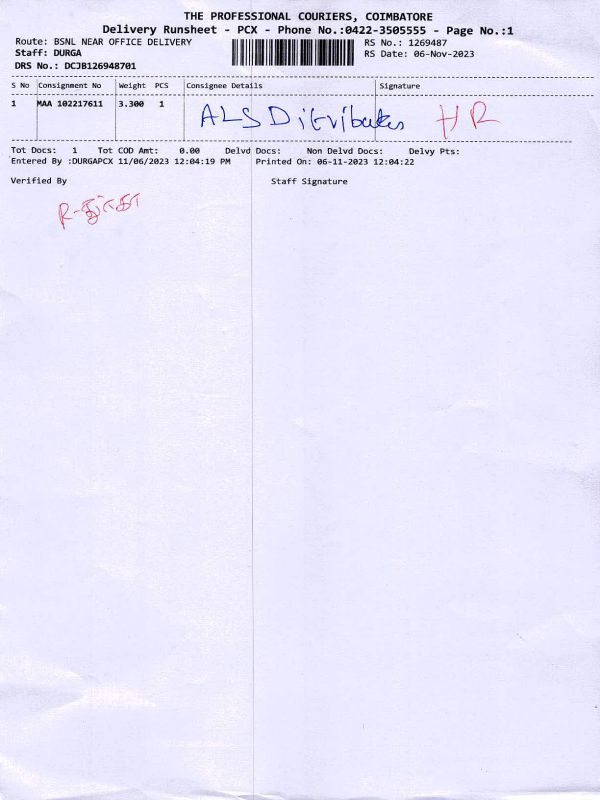 THE PROFESSIONAL COURIERS, COIMBATORE
Delivery Runsheet - PCX - Phone No.:0422-3505555 - Page No.:1
Route: BSNL NEAR OFFICE DELIVERY RS No.: 1269487
Staff: DURGA RS Date: 06-Nov-2023
DRS No.: DCJB126948701
S No Consignment No Weight PCS Consignee Details Signature
1 MAA 102217611 3.300 1 ALS Ditributes HR
Tot Docs: 1 Tot COD Amt: 0.00 Delvd Docs: Non Delvd Docs: Delvy Pts:
Entered By :DURGAPCX 11/06/2023 12:04:19 PM Printed On: 06-11-2023 12:04:22
Verified By Staff Signature